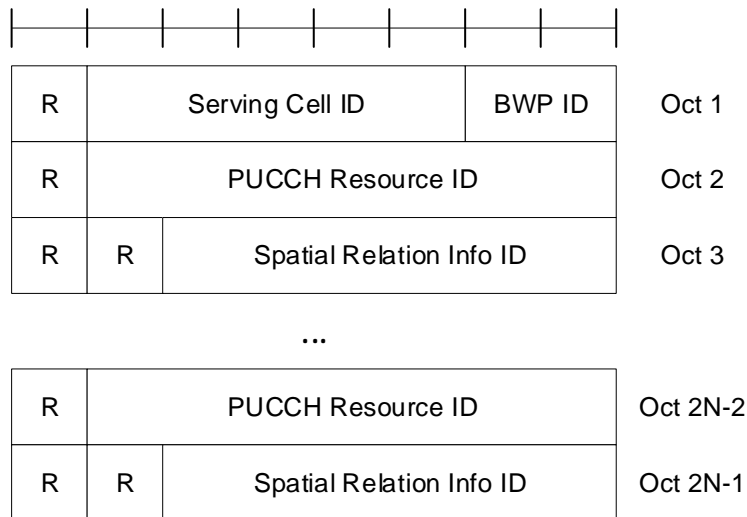 R Serving Cell ID BWP ID Oct 1
R PUCCH Resource ID Oct 2
R R Spatial Relation Info ID Oct 3
...
R PUCCH Resource ID Oct 2N-2
R R Spatial Relation Info ID Oct 2N-1